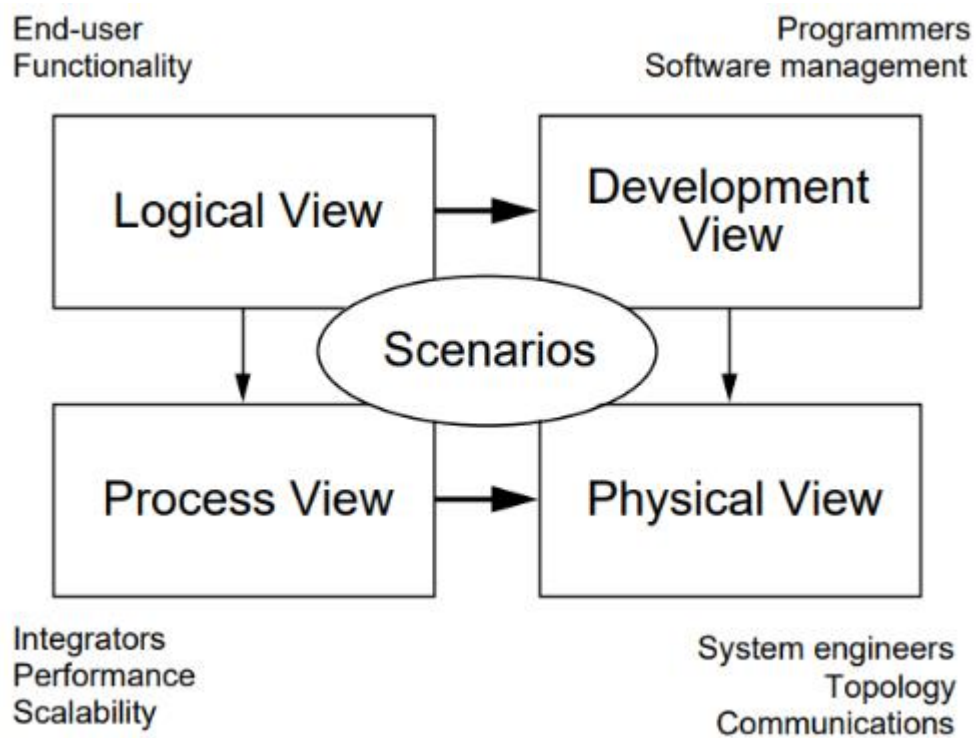 End-user
Functionality
Programmers
Software management
Logical View
Development
View
Scenarios
Process View
Physical View
Integrators
Performance
Scalability
System engineers
Topology
Communications